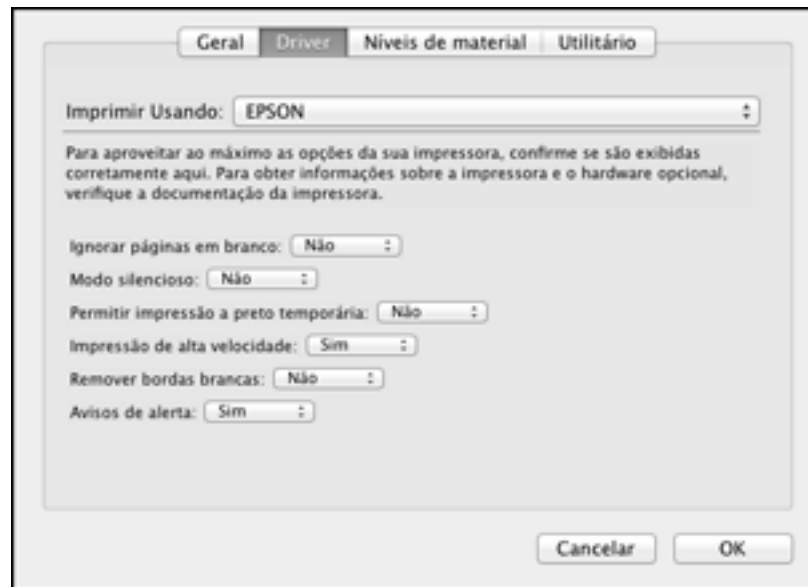 Geral Driver Níveis de material Utilitário
Imprimir Usando: EPSON
Para aproveitar ao máximo as opções da sua impressora, confirme se são exibidas
corretamente aqui. Para obter informações sobre a impressora e o hardware opcional,
verifique a documentação da impressora.
Ignorar páginas em branco: Não
Modo silencioso: Não
Permitir impressão a preto temporária: Não
Impressão de alta velocidade: Sim
Remover bordas brancas: Não
Avisos de alerta: Sim
Cancelar OK